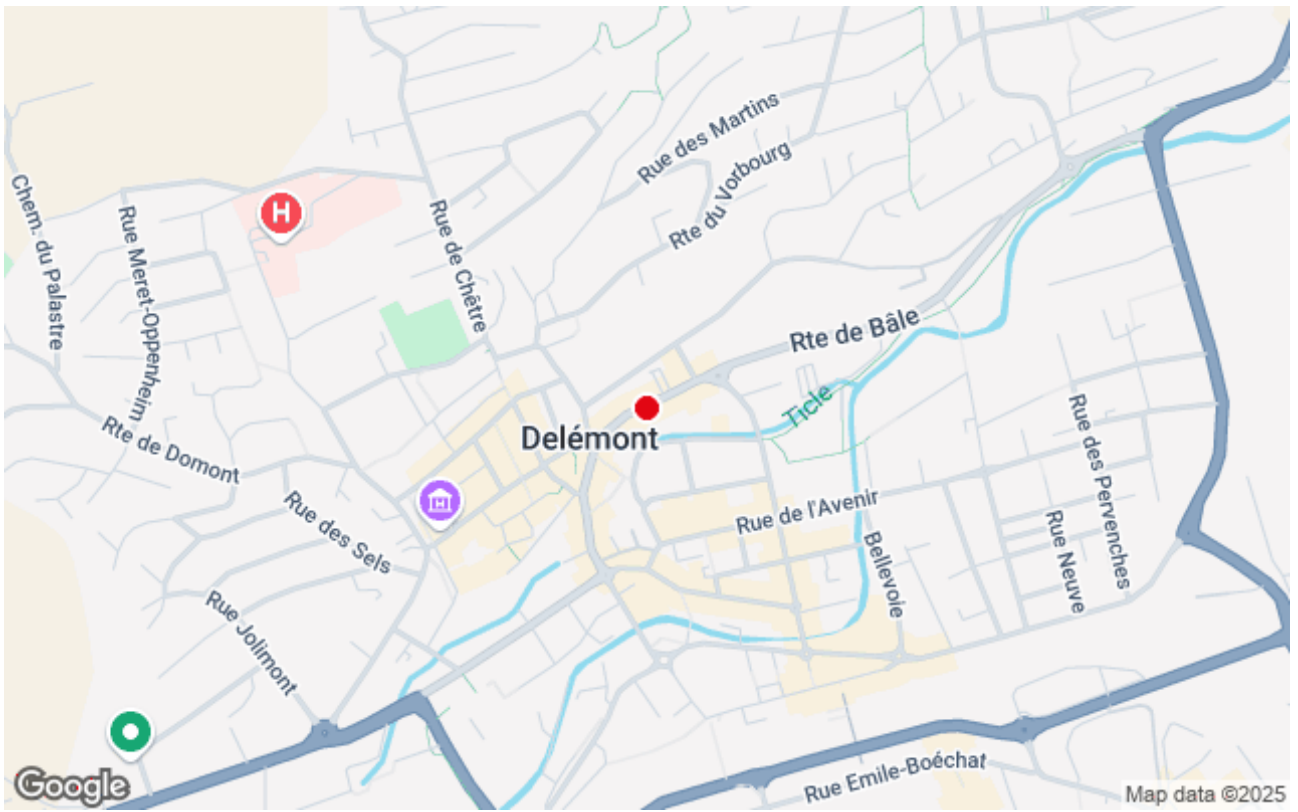 Rue des Martins
Rte du Vorbourg
Chem. du Palastre
Rue Meret-Oppenheim
H
Rue de Chêtre
Rte de Bâle
Ticle
Delémont
Rte de Domont
Rue des Sels
Rue Jolimont
Rue de l'Avenir
Bellevoie
Rue Neuve
Rue des Pervenches
Rue Emile-Boéchat
Google
Map data ©2025